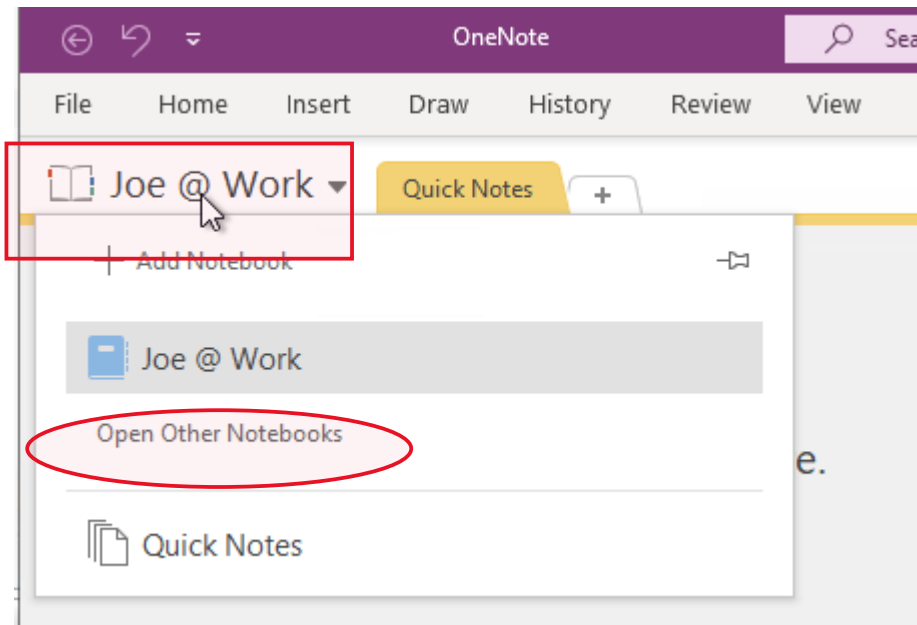 OneNote
Sea
File Home Insert Draw History Review View
Joe @ Work
Quick Notes
+
Add Notebook
Joe @ Work
Open Other Notebooks
e.
Quick Notes